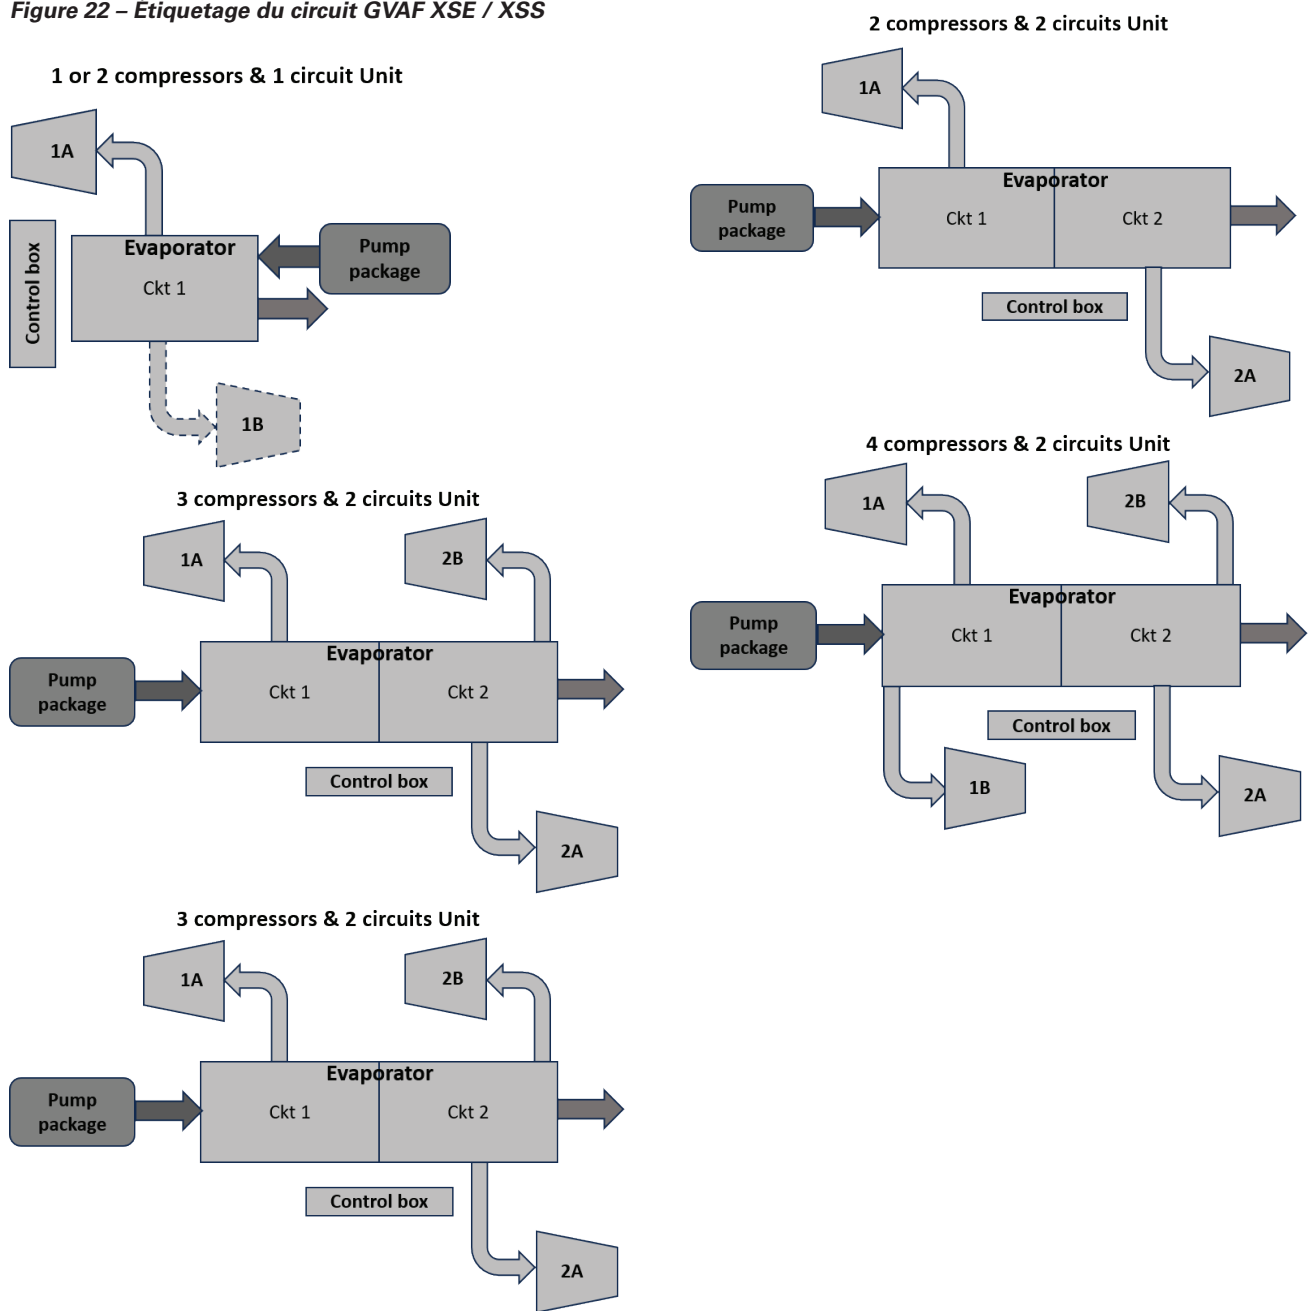 Figure 22 – Étiquetage du circuit GVAF XSE / XSS
1 or 2 compressors & 1 circuit Unit
1A
Control box
Evaporator
Ckt 1
Pump
package
1B
2 compressors & 2 circuits Unit
1A
Pump
package
Evaporator
Ckt 1
Ckt 2
Control box
2A
3 compressors & 2 circuits Unit
1A
2B
Pump
package
Evaporator
Ckt 1
Ckt 2
Control box
2A
4 compressors & 2 circuits Unit
1A
2B
Pump
package
Evaporator
Ckt 1
Ckt 2
Control box
1B
2A
3 compressors & 2 circuits Unit
1A
2B
Pump
package
Evaporator
Ckt 1
Ckt 2
Control box
2A